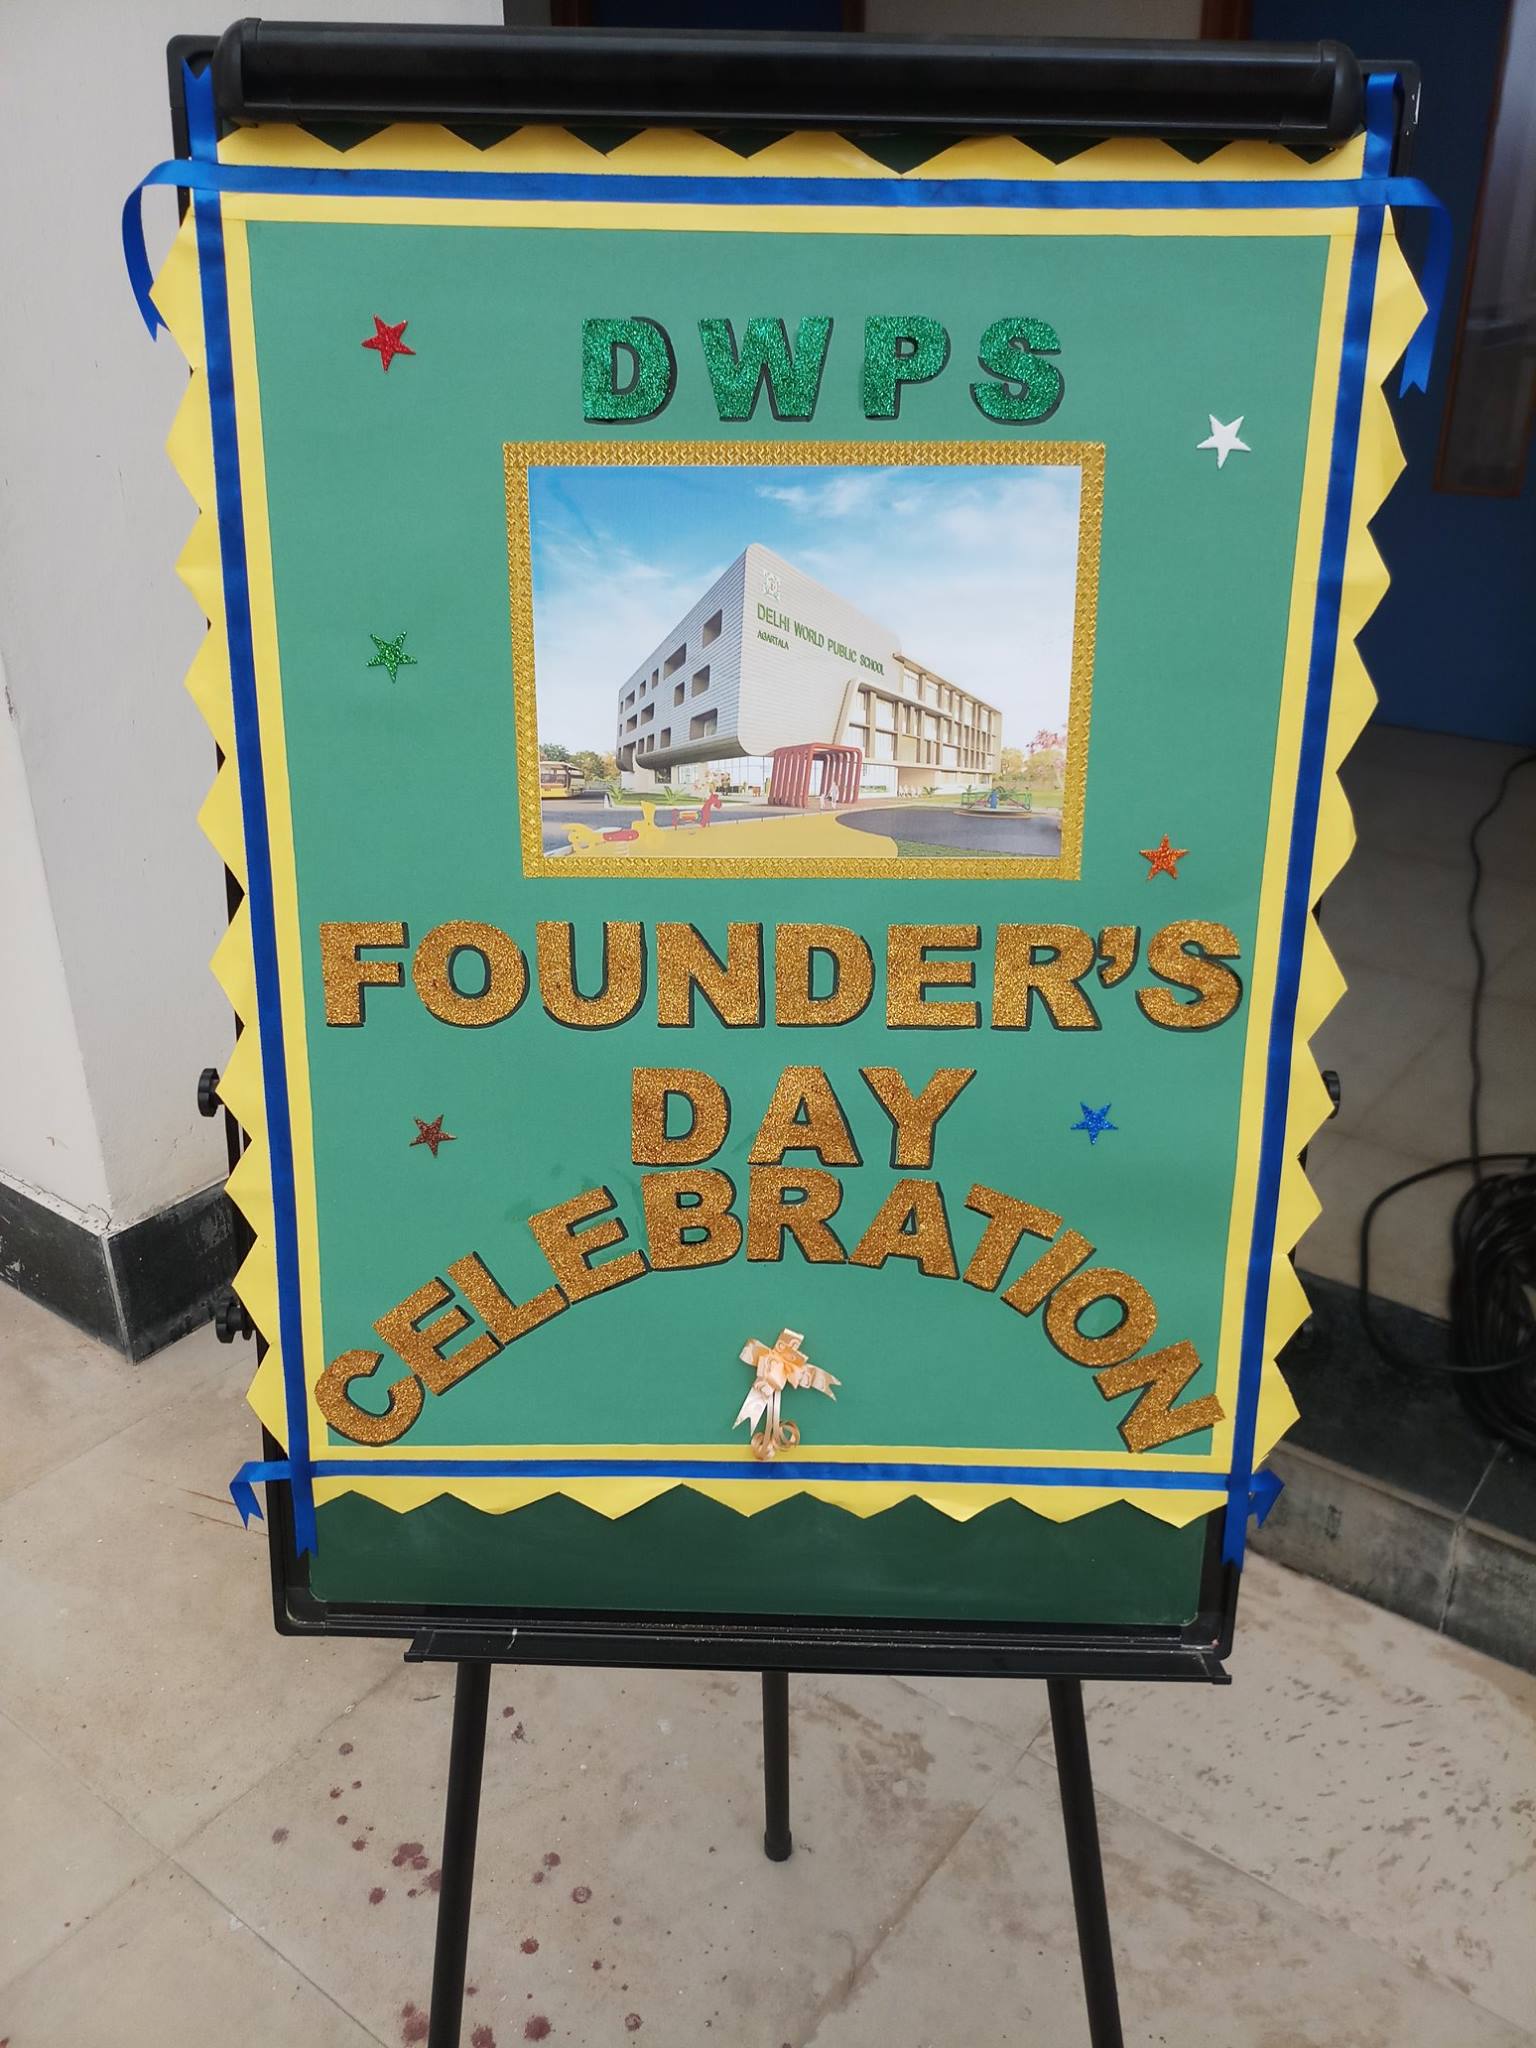 DWPS
DELHI WORLD PUBLIC SCHOOL
AGARTALA
FOUNDER'S
DAY
CELEBRATION